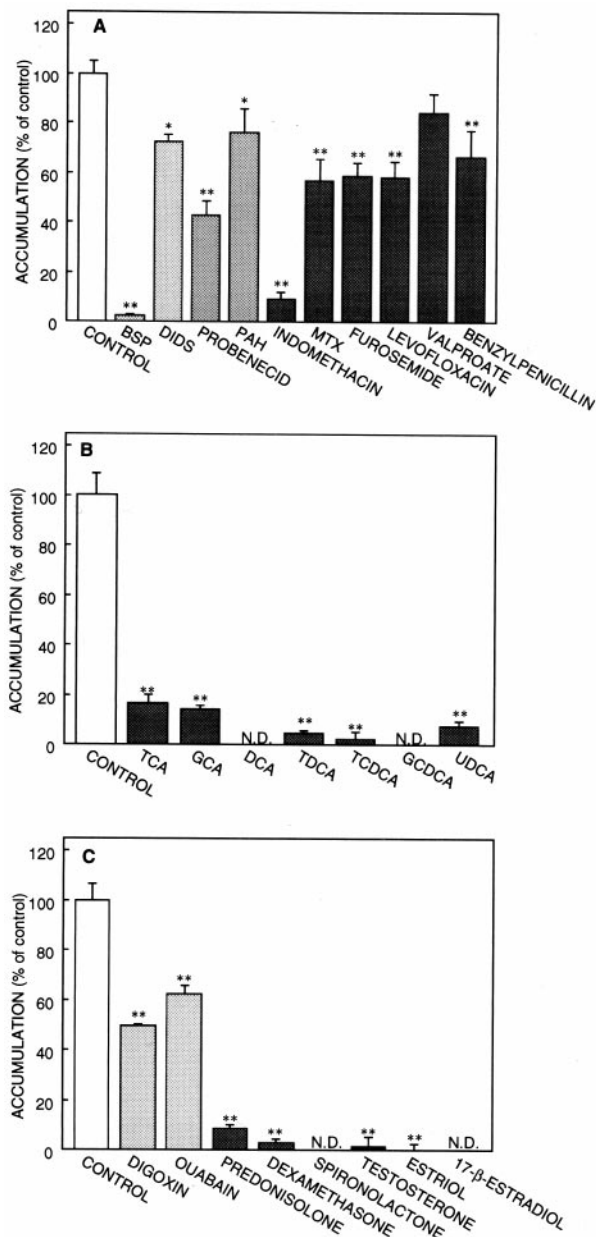 A
ACCUMULATION (% of control)
120
100
80
60
40
20
0
**
*
**
*
**
**
**
**
**
CONTROL
BSP
DIDS
PROBENECID
PAH
INDOMETHACIN
MTX
FUROSEMIDE
LEVOFLOXACIN
VALPROATE
BENZYLPENICILLIN
B
ACCUMULATION (% of control)
120
100
80
60
40
20
0
**
**
N.D.
**
**
N.D.
**
CONTROL
TCA
GCA
DCA
TDCA
TCDCA
GCDCA
UDCA
C
ACCUMULATION (% of control)
120
100
80
60
40
20
0
**
**
**
**
N.D.
**
**
N.D.
CONTROL
DIGOXIN
OUABAIN
PREDONISOLONE
DEXAMETHASONE
SPIRONOLACTONE
TESTOSTERONE
ESTRIOL
17-β-ESTRADIOL